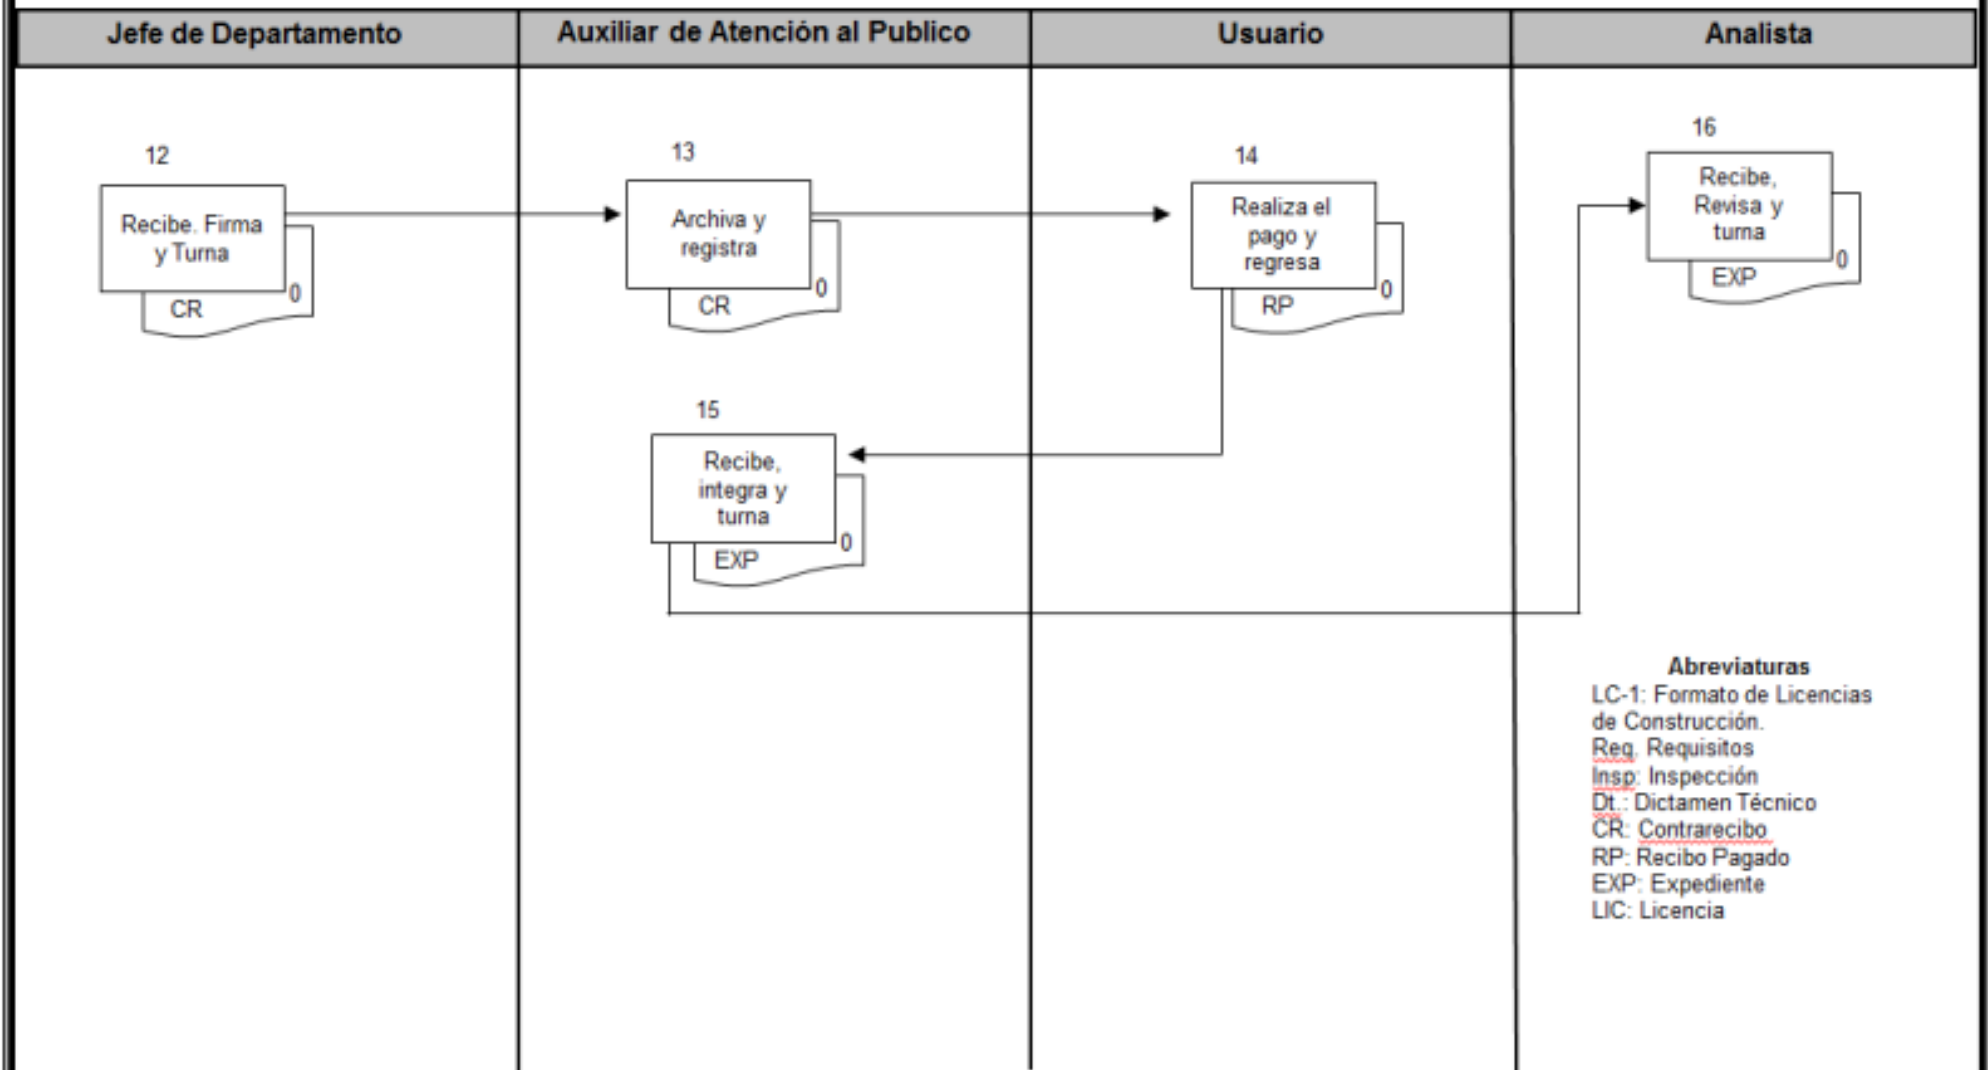 Jefe de Departamento
Auxiliar de Atención al Publico
Usuario
Analista
12
Recibe. Firma
y Turna
0
CR
13
Archiva y
registra
0
CR
14
Realiza el
pago y
regresa
0
RP
15
Recibe,
integra y
turna
0
EXP
16
Recibe,
Revisa y
turna
0
EXP
Abreviaturas
LC-1: Formato de Licencias
de Construcción.
Req. Requisitos
Insp: Inspección
Dt.: Dictamen Técnico
CR: Contrarecibo
RP: Recibo Pagado
EXP: Expediente
LIC: Licencia